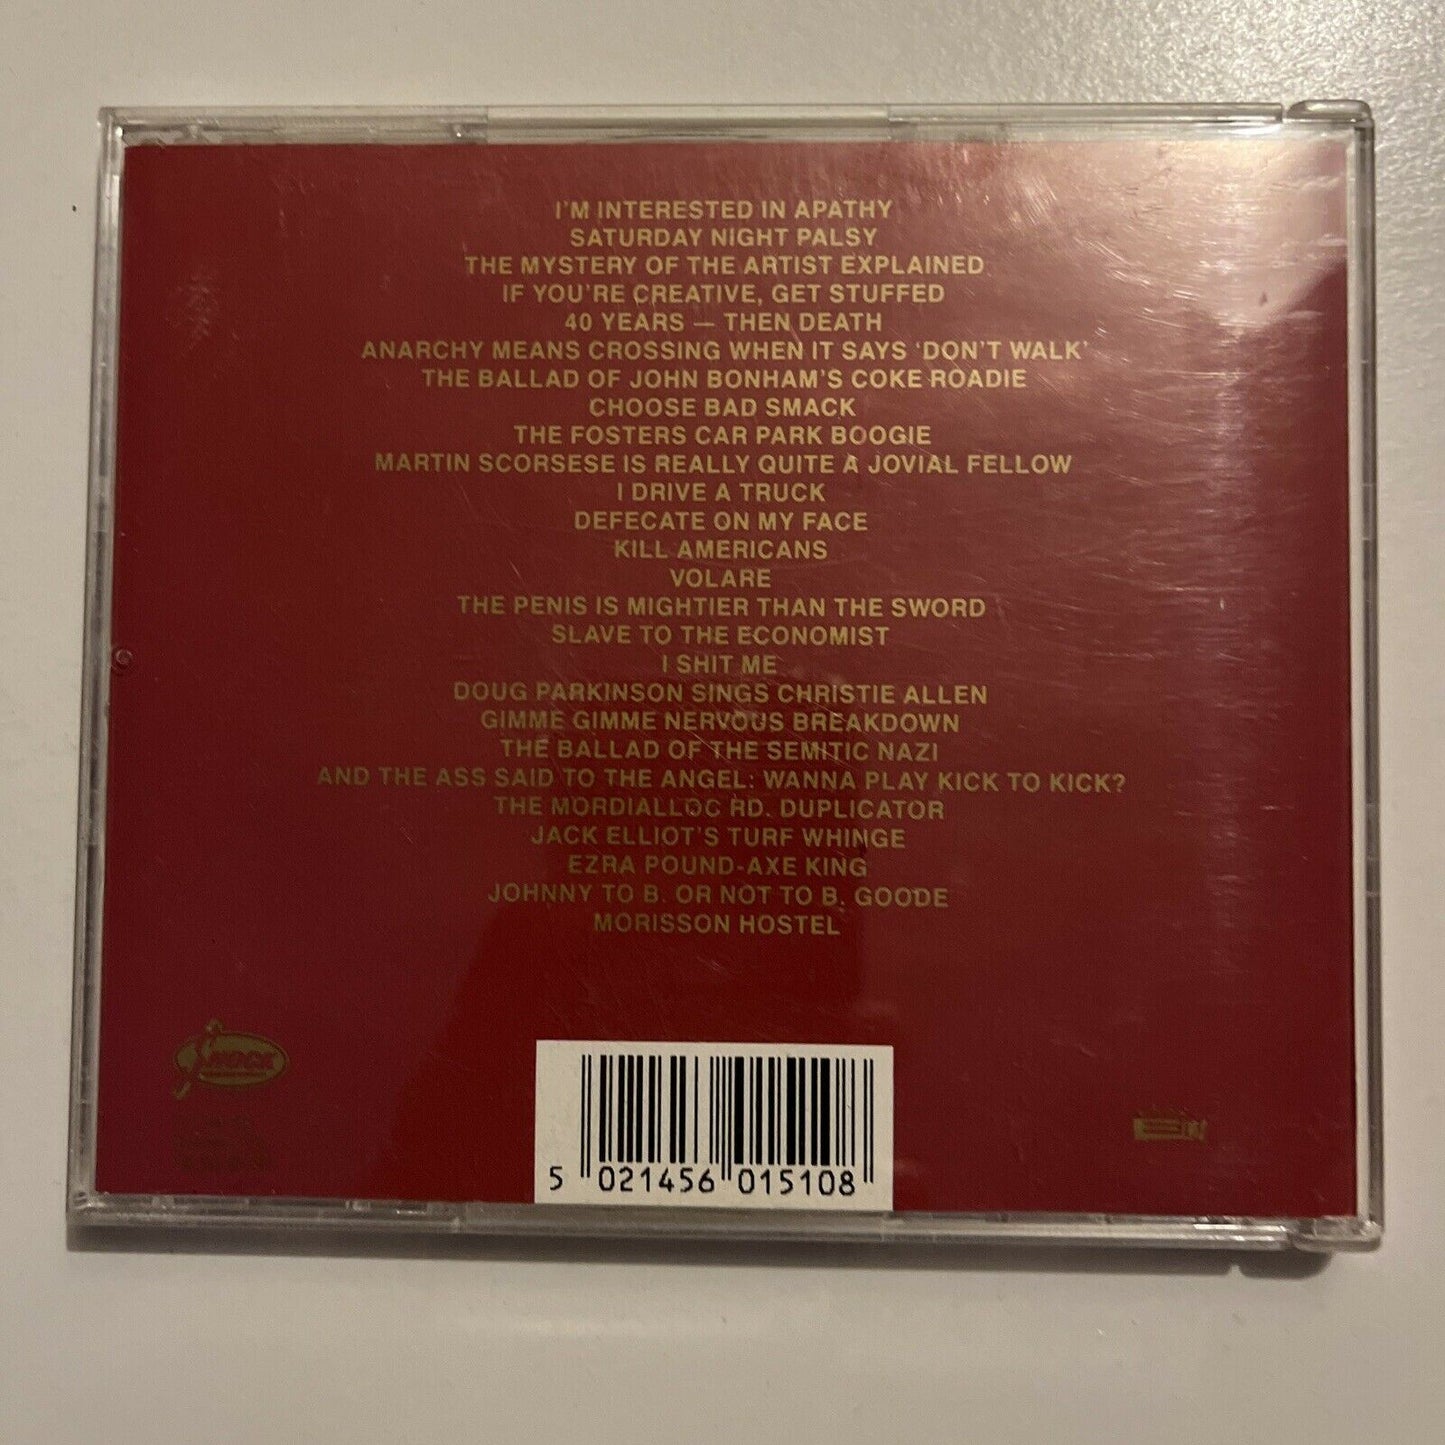 I'M INTERESTED IN APATHY
SATURDAY NIGHT PALSY
THE MYSTERY OF THE ARTIST EXPLAINED
IF YOU'RE CREATIVE, GET STUFFED
40 YEARS — THEN DEATH
ANARCHY MEANS CROSSING WHEN IT SAYS 'DON'T WALK'
THE BALLAD OF JOHN BONHAM'S COKE ROADIE
CHOOSE BAD SMACK
THE FOSTERS CAR PARK BOOGIE
MARTIN SCORSESE IS REALLY QUITE A JOVIAL FELLOW
I DRIVE A TRUCK
DEFECATE ON MY FACE
KILL AMERICANS
VOLARE
THE PENIS IS MIGHTIER THAN THE SWORD
SLAVE TO THE ECONOMIST
I SHIT ME
DOUG PARKINSON SINGS CHRISTIE ALLEN
GIMME GIMME NERVOUS BREAKDOWN
THE BALLAD OF THE SEMITIC NAZI
AND THE ASS SAID TO THE ANGEL: WANNA PLAY KICK TO KICK?
THE MORDIALLOC RD. DUPLICATOR
JACK ELLIOT'S TURF WHINGE
EZRA POUND-AXE KING
JOHNNY TO B. OR NOT TO B. GOODE
MORISSON HOSTEL
SHOCK
5 021456 015108